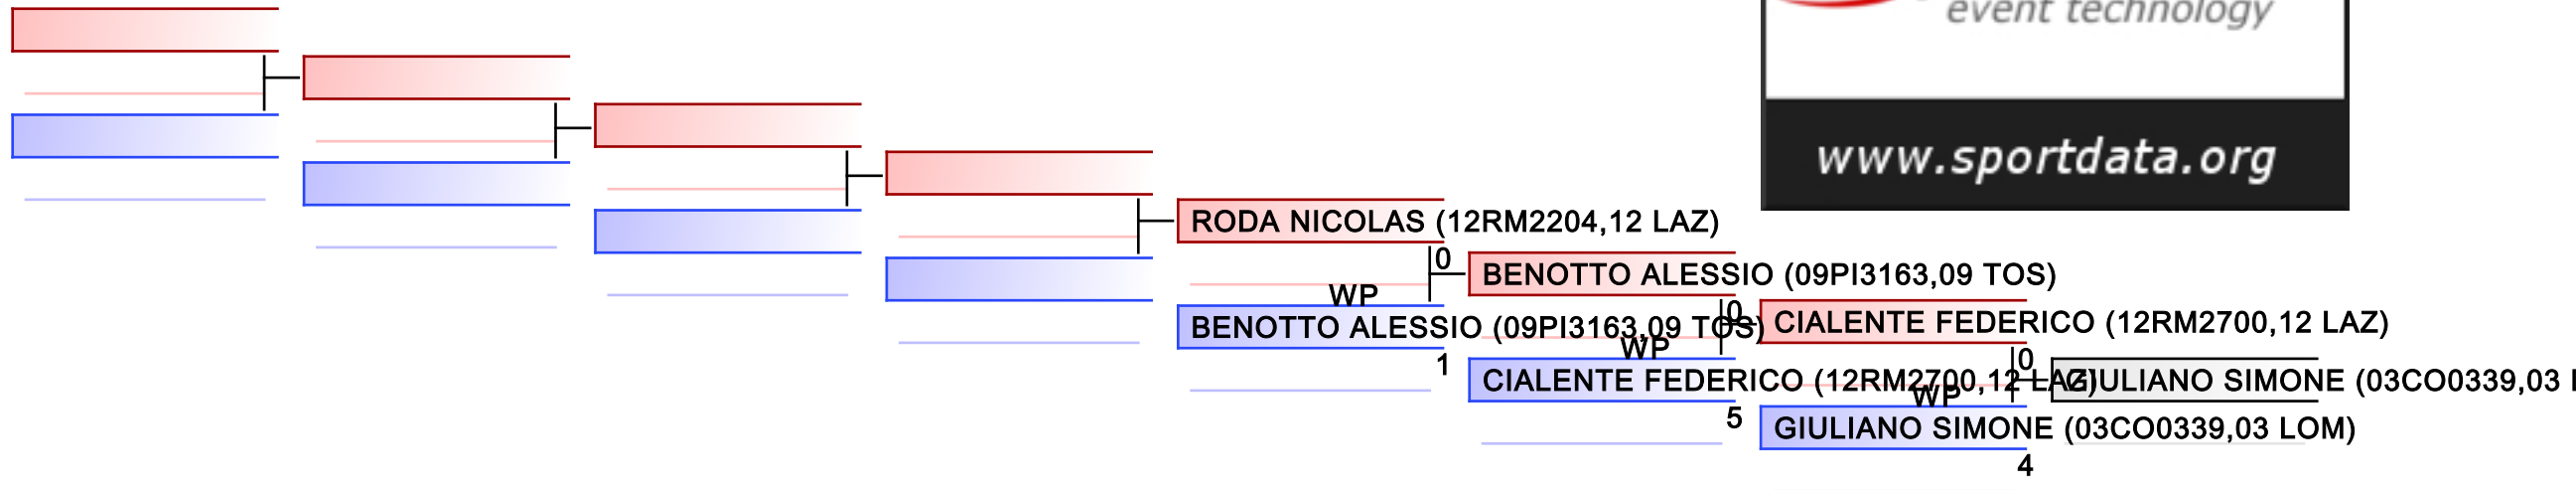 event technology
www.sportdata.org
RODA NICOLAS (12RM2204,12 LAZ)
0
BENOTTO ALESSIO (09PI3163,09 TOS)
WP
0
BENOTTO ALESSIO (09PI3163,09 TOS)
CIALENTE FEDERICO (12RM2700,12 LAZ)
WP
1
0
CIALENTE FEDERICO (12RM2700,12 LAZ)
GIULIANO SIMONE (03CO0339,03
WP
5
GIULIANO SIMONE (03CO0339,03 LOM)
4